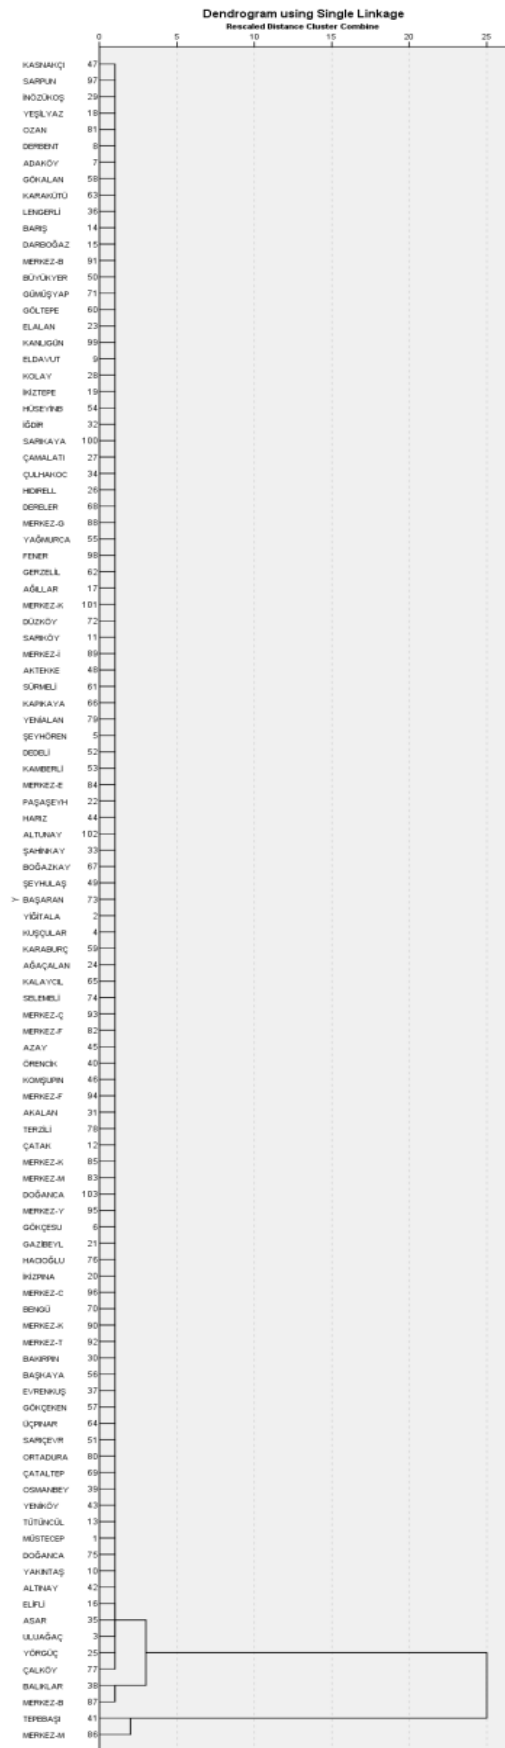 Dendrogram using Single Linkage
Rescaled Distance Cluster Combine
0 5 10 15 20 25
KASNAKÇI 47
SARPUN 97
İNÖZÜKOŞ 29
YEŞİLYAZ 18
OZAN 81
DERBENT 8
ADAKÖY 7
GÖKALAN 58
KARAKÜTÜ 63
LENGERLİ 36
BARIŞ 14
DARBOĞAZ 15
MERKEZ-B 91
BÜYÜKYER 50
GÜMÜŞYAP 71
GÖLTEPE 60
ELALAN 23
KANLIGÜN 99
ELDAVUT 9
KOLAY 28
İKİZTEPE 19
HÜSEYİNB 54
İĞDİR 32
SARIKAYA 100
ÇAMALATI 27
ÇULHAKOC 34
HIDIRELL 26
DERELER 68
MERKEZ-G 88
YAĞMURCA 55
FENER 98
GERZELİL 62
AĞILLAR 17
MERKEZ-K 101
DÜZKÖY 72
SARIKÖY 11
MERKEZ-İ 89
AKTEKKE 48
SÜRMELİ 61
KAPIKAYA 66
YENİALAN 79
ŞEYHÖREN 5
DEDELİ 52
KAMBERLİ 53
MERKEZ-E 84
PAŞAŞEYH 22
HARIZ 44
ALTUNAY 102
ŞAHİNKAY 33
BOĞAZKAY 67
ŞEYHULAŞ 49
Y BAŞARAN 73
YİĞİTALA 2
KUŞÇULAR 4
KARABURÇ 59
AĞAÇALAN 24
KALAYCIL 65
SELEMELİ 74
MERKEZ-Ç 93
MERKEZ-F 82
AZAY 45
ÖRENCİK 40
KOMŞUPIN 46
MERKEZ-F 94
AKALAN 31
TERZİLİ 78
ÇATAK 12
MERKEZ-K 85
MERKEZ-M 83
DOĞANCA 103
MERKEZ-Y 95
GÖKÇESU 6
GAZİBEYL 21
HACIOĞLU 76
İKİZPINA 20
MERKEZ-C 96
BENGÜ 70
MERKEZ-K 90
MERKEZ-T 92
BAKIRPIN 30
BAŞKAYA 56
EVRENKUŞ 37
GÖKÇEKEN 57
ÜÇPINAR 64
SARIÇEVR 51
ORTADURA 80
ÇATALTEP 69
OSMANBEY 39
YENİKÖY 43
TÜTÜNCÜL 13
MÜSTECEP 1
DOĞANCA 75
YAKINTAŞ 10
ALTINAY 42
ELİFLİ 16
ASAR 35
ULUAĞAÇ 3
YÖRGÜÇ 25
ÇALKÖY 77
BALIKLAR 38
MERKEZ-B 87
TEPEBAŞI 41
MERKEZ-M 86